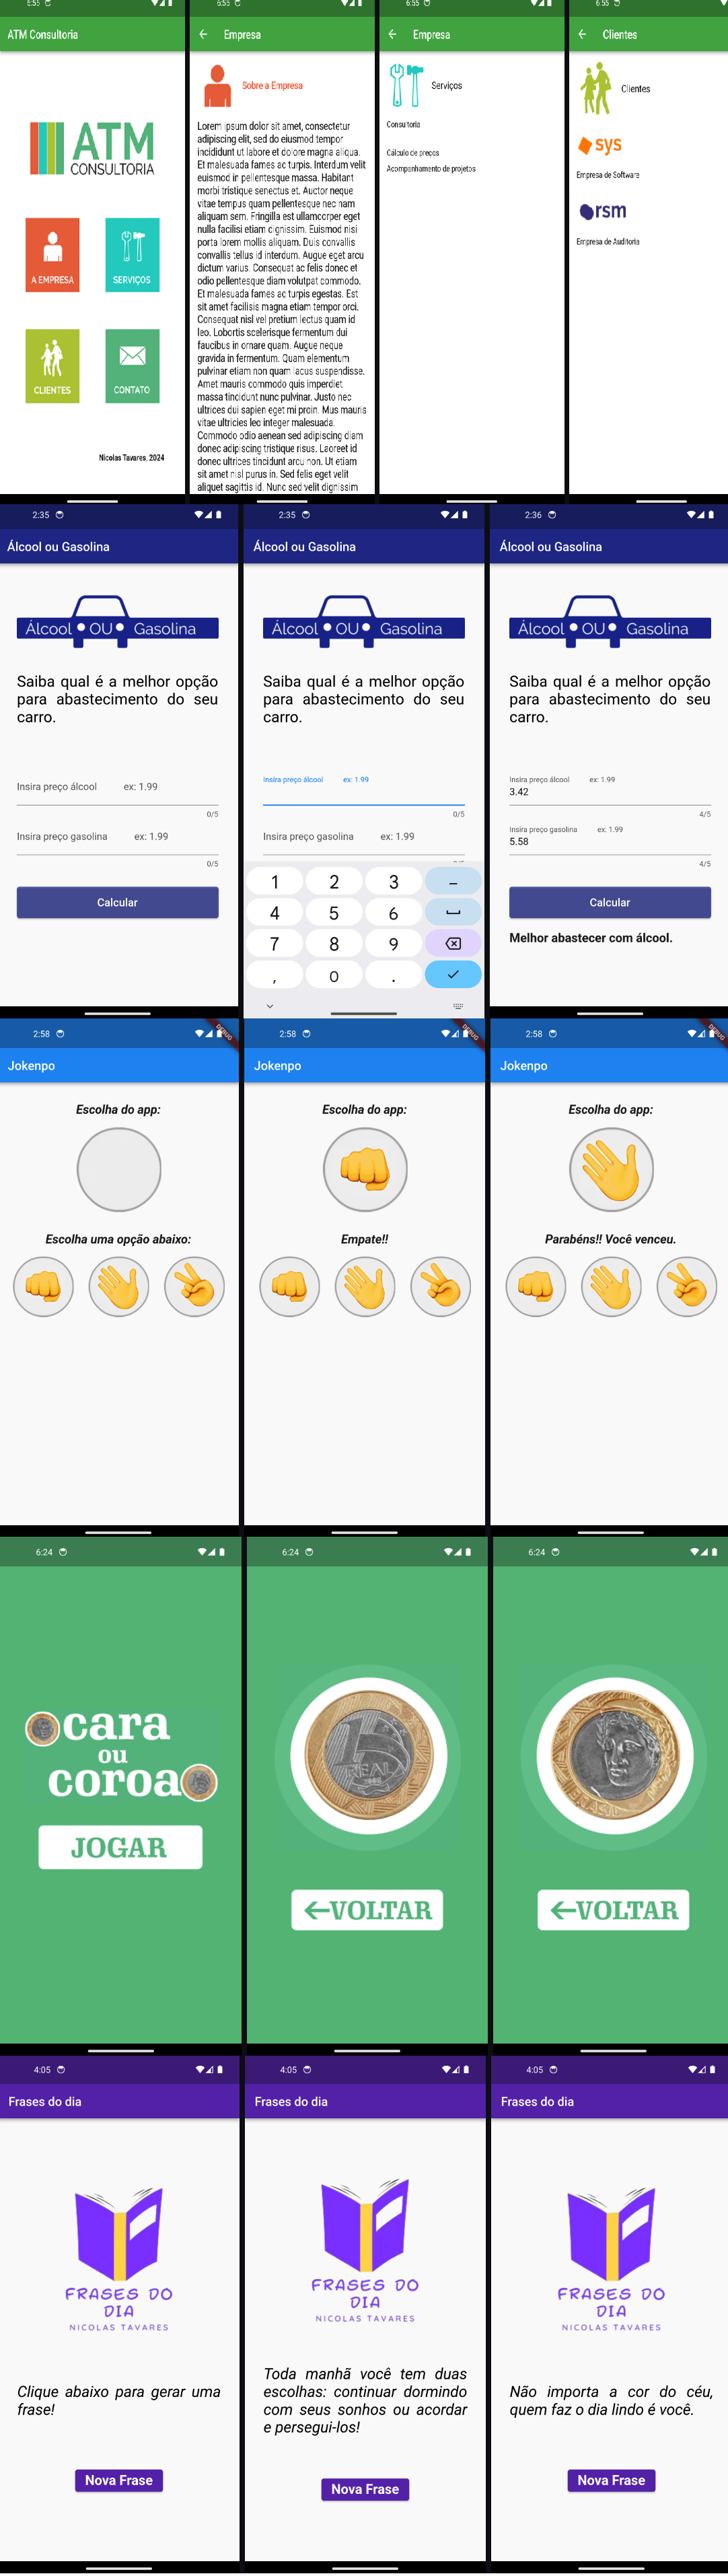 6:55
ATM Consultoria
ATM
CONSULTORIA
A EMPRESA
SERVIÇOS
CLIENTES
CONTATO
Nicolas Tavares, 2024
6:55
Empresa
Sobre a Empresa
Lorem ipsum dolor sit amet, consectetur
adipiscing elit, sed do eiusmod tempor
incididunt ut labore et dolore magna aliqua.
Et malesuada fames ac turpis. Interdum velit
euismod in pellentesque massa. Habitant
morbi tristique senectus et. Auctor neque
vitae tempus quam pellentesque nec nam
aliquam sem. Fringilla est ullamcorper eget
nulla facilisi etiam dignissim. Euismod nisi
porta lorem mollis aliquam. Duis convallis
convallis tellus id interdum. Augue eget arcu
dictum varius. Consequat ac felis donec et
odio pellentesque diam volutpat commodo.
Et malesuada fames ac turpis egestas. Est
sit amet facilisis magna etiam tempor orci.
Consequat nisl vel pretium lectus quam id
leo. Lobortis scelerisque fermentum dui
faucibus in ornare quam. Augue neque
gravida in fermentum. Quam elementum
pulvinar etiam non quam lacus suspendisse.
Amet mauris commodo quis imperdiet
massa tincidunt nunc pulvinar. Justo nec
ultrices dui sapien eget mi proin. Mus mauris
vitae ultricies leo integer malesuada.
Commodo odio aenean sed adipiscing diam
donec adipiscing tristique risus. Laoreet id
donec ultrices tincidunt arcu non. Ut etiam
sit amet nisl purus in. Sed felis eget velit
aliquet sagittis id. Nunc sed velit dignissim
6:55
Empresa
Serviços
Consultoria
Cálculo de preços
Acompanhamento de projetos
6:55
Clientes
Clientes
sys
Empresa de Software
rsm
Empresa de Auditoria
2:35
Álcool ou Gasolina
Álcool OU Gasolina
Saiba qual é a melhor opção
para abastecimento do seu
carro.
Insira preço álcool ex: 1.99
0/5
Insira preço gasolina ex: 1.99
0/5
Calcular
2:35
Álcool ou Gasolina
Álcool OU Gasolina
Saiba qual é a melhor opção
para abastecimento do seu
carro.
Insira preço álcool ex: 1.99
0/5
Insira preço gasolina ex: 1.99
1 2 3 –
4 5 6
7 8 9
, 0 .
2:36
Álcool ou Gasolina
Álcool OU Gasolina
Saiba qual é a melhor opção
para abastecimento do seu
carro.
Insira preço álcool ex: 1.99
3.42
4/5
Insira preço gasolina ex: 1.99
5.58
4/5
Calcular
Melhor abastecer com álcool.
2:58
DEBUG
Jokenpo
Escolha do app:
Escolha uma opção abaixo:
2:58
DEBUG
Jokenpo
Escolha do app:
Empate!!
2:58
DEBUG
Jokenpo
Escolha do app:
Parabéns!! Você venceu.
6:24
cara
ou
coroa
JOGAR
6:24
1
REAL
VOLTAR
6:24
BRASIL
VOLTAR
4:05
Frases do dia
FRASES DO
DIA
NICOLAS TAVARES
Clique abaixo para gerar uma
frase!
Nova Frase
4:05
Frases do dia
FRASES DO
DIA
NICOLAS TAVARES
Toda manhã você tem duas
escolhas: continuar dormindo
com seus sonhos ou acordar
e persegui-los!
Nova Frase
4:05
Frases do dia
FRASES DO
DIA
NICOLAS TAVARES
Não importa a cor do céu,
quem faz o dia lindo é você.
Nova Frase